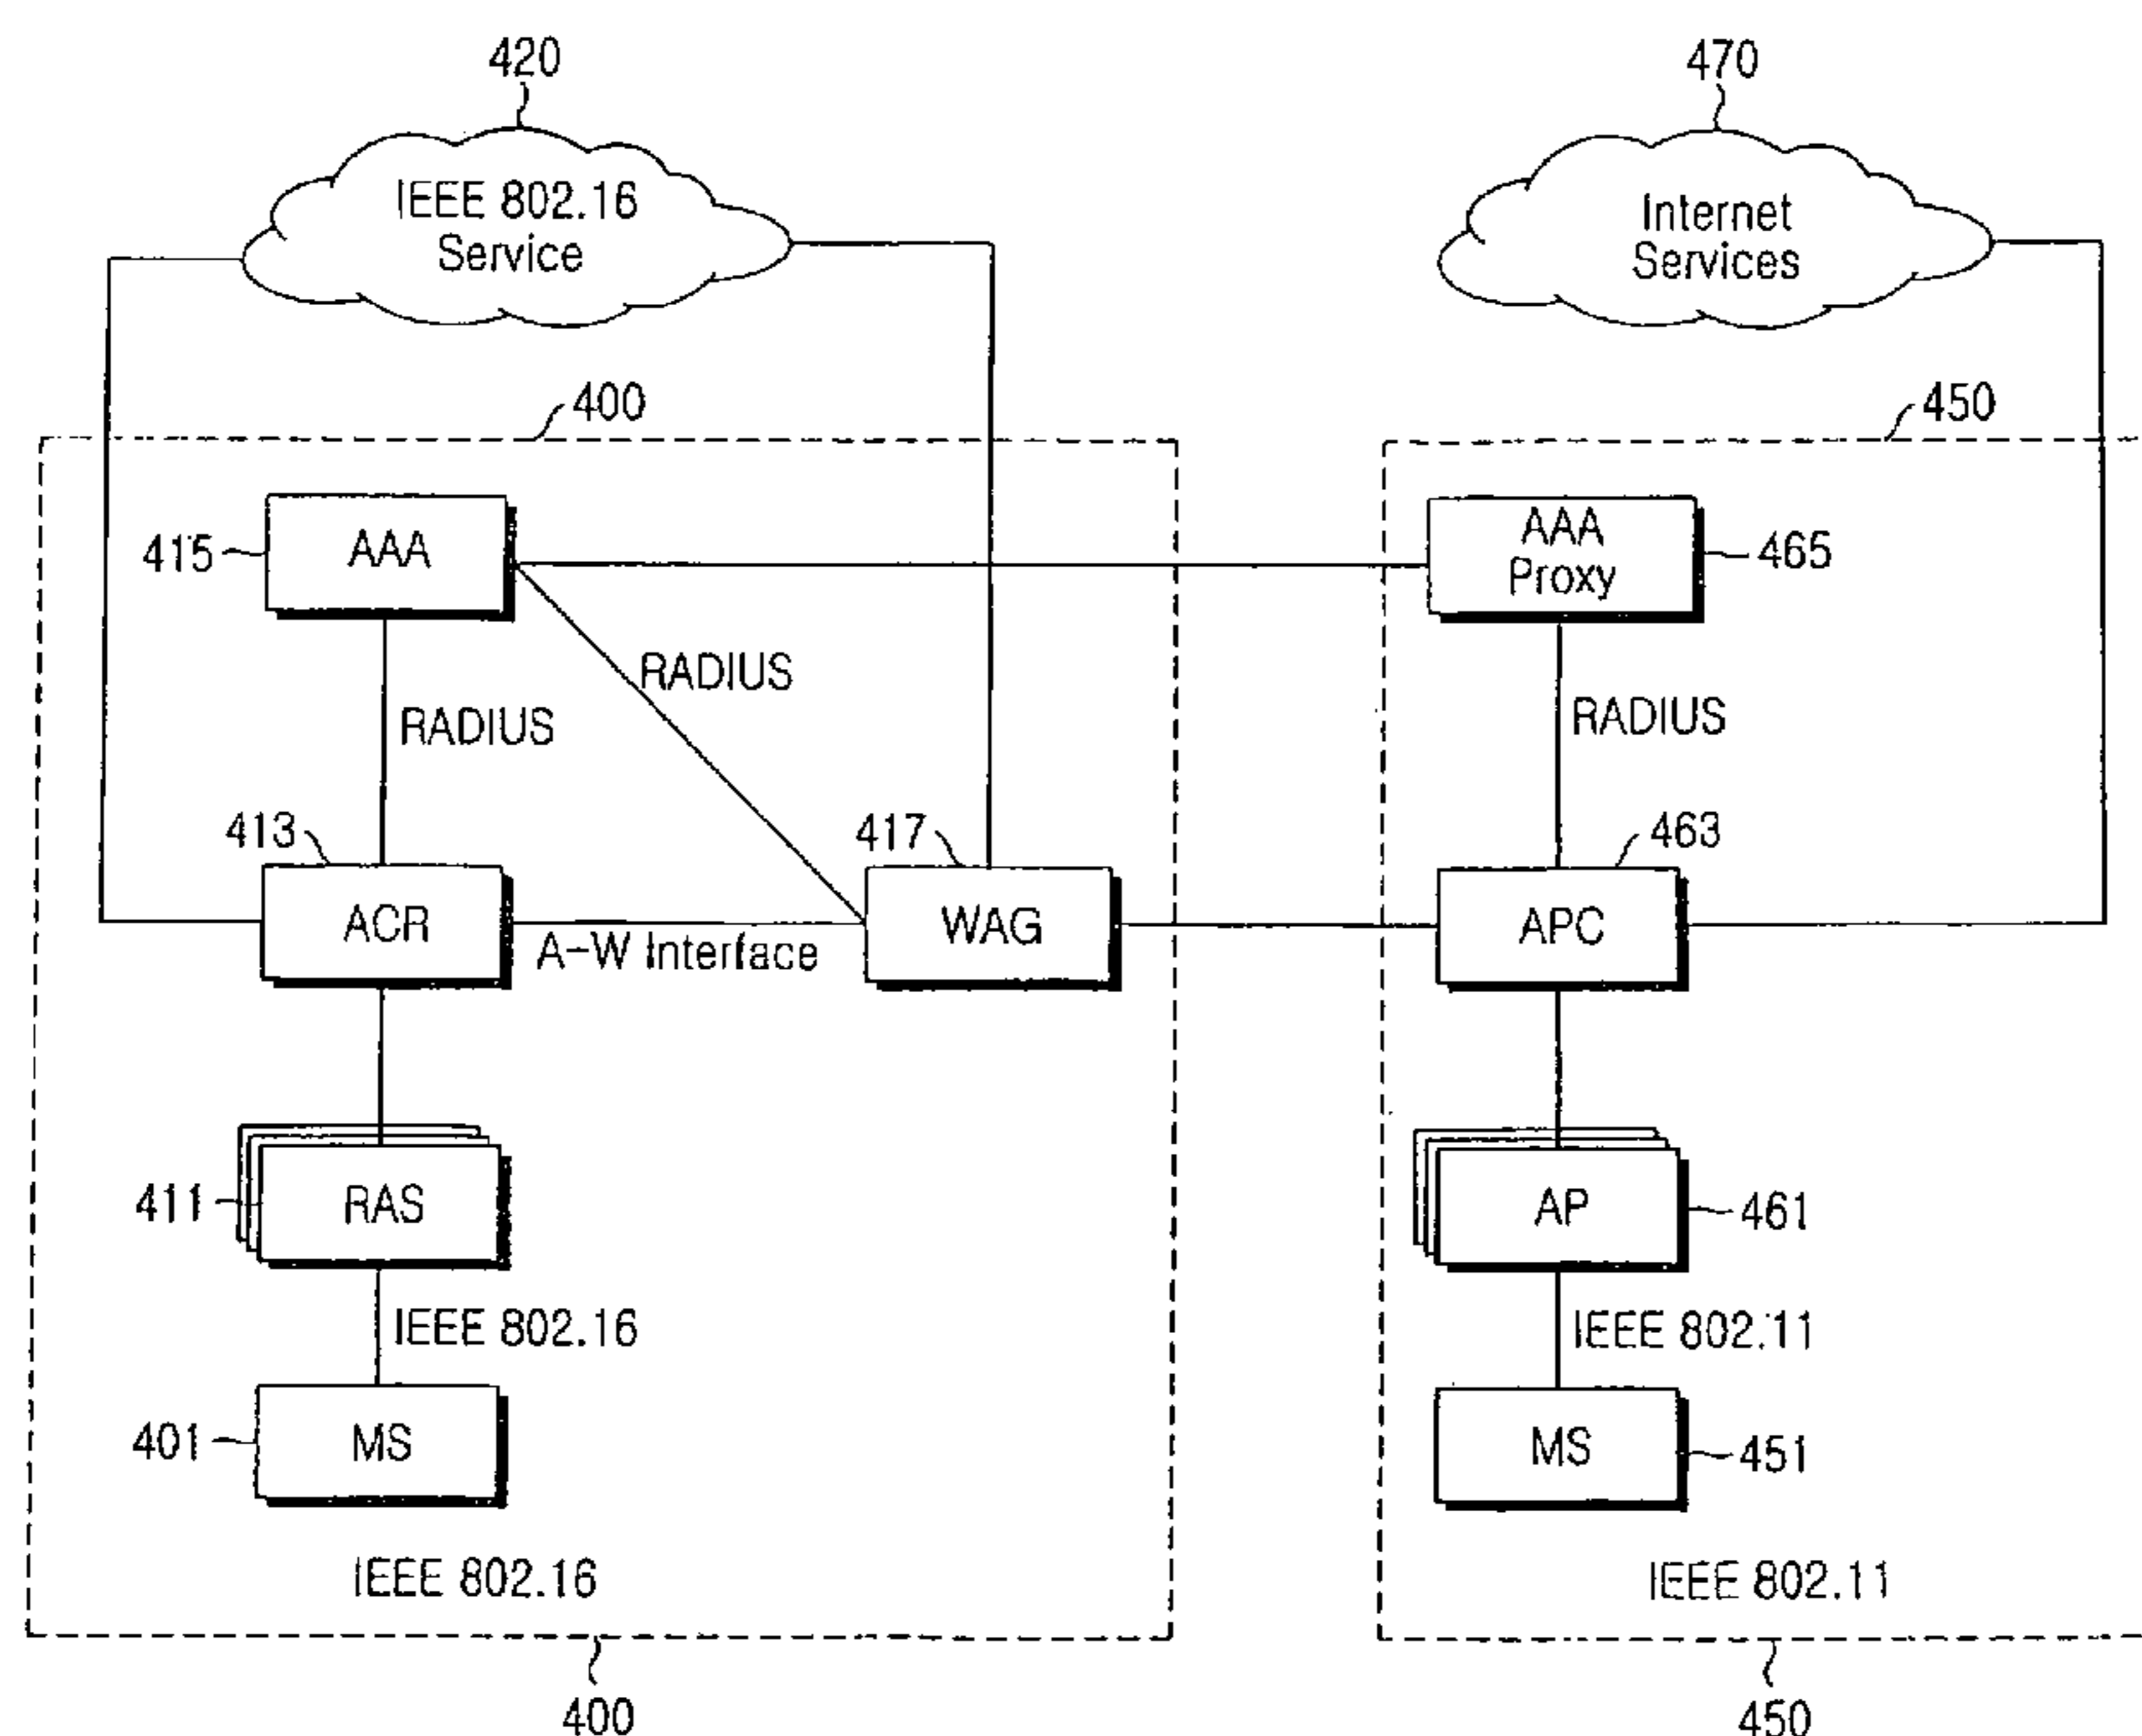 420
470
IEEE 802.16
Service
Internet
Services
400
450
415
AAA
AAA
Proxy
465
RADIUS
RADIUS
RADIUS
413
417
463
ACR
A-W Interface
WAG
APC
411
RAS
AP
461
IEEE 802.16
IEEE 802.11
401
MS
MS
451
IEEE 802.16
IEEE 802.11
400
450